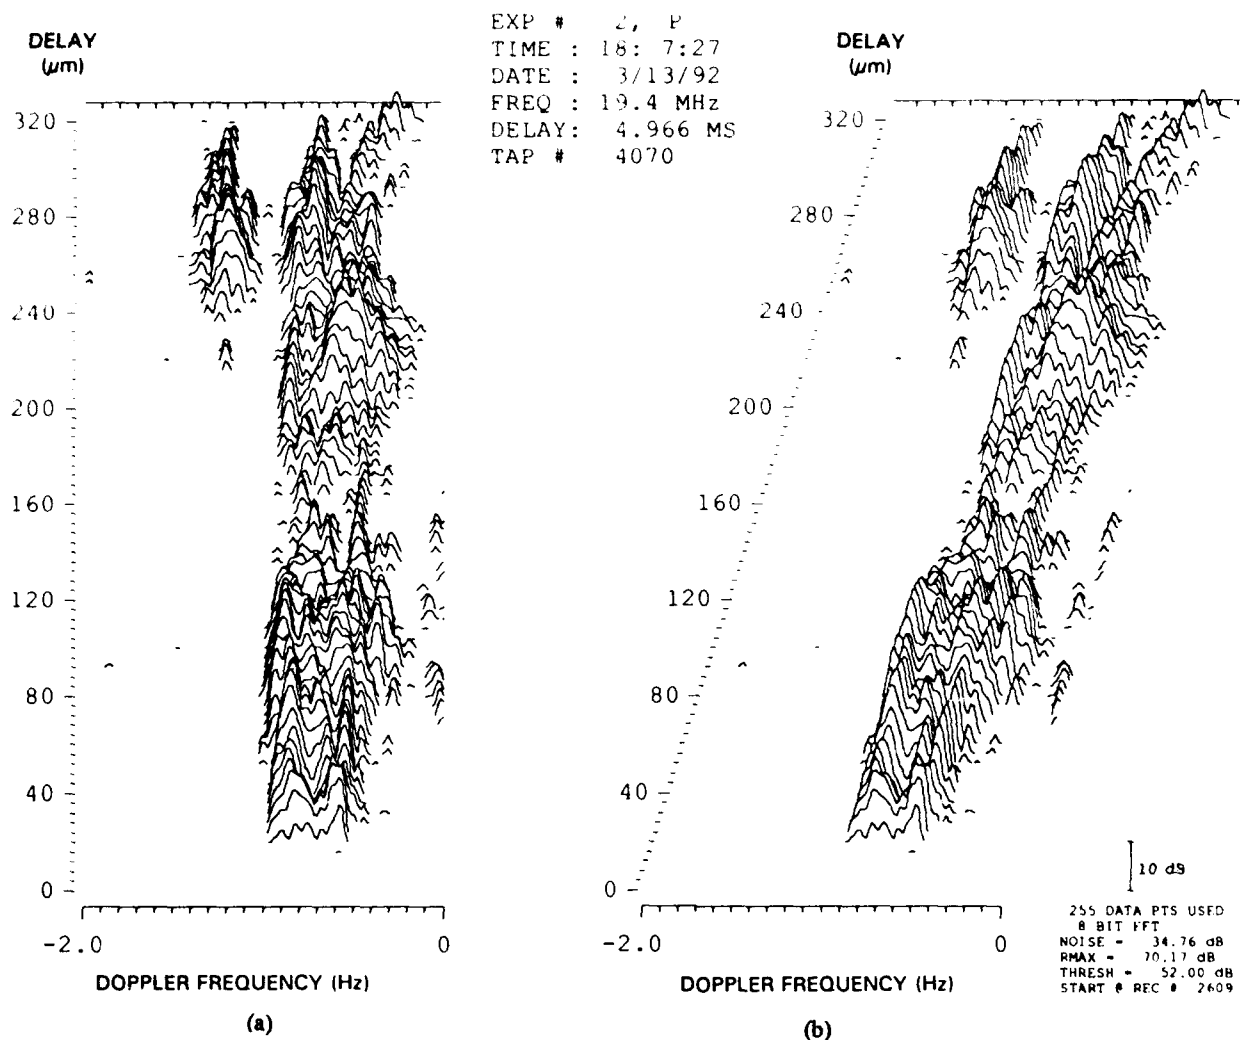 EXP # 2, P
TIME : 18: 7:27
DATE : 3/13/92
FREQ : 19.4 MHz
DELAY: 4.966 MS
TAP # 4070
DELAY
(µm)
320
280
240
200
160
120
80
40
0
-2.0 0
DOPPLER FREQUENCY (Hz)
(a)
DELAY
(µm)
320
280
240
200
160
120
80
40
0
-2.0 0
DOPPLER FREQUENCY (Hz)
(b)
10 dB
255 DATA PTS USED
8 BIT FFT
NOISE = 34.76 dB
RMAX = 70.17 dB
THRESH = 52.00 dB
START @ REC # 2609